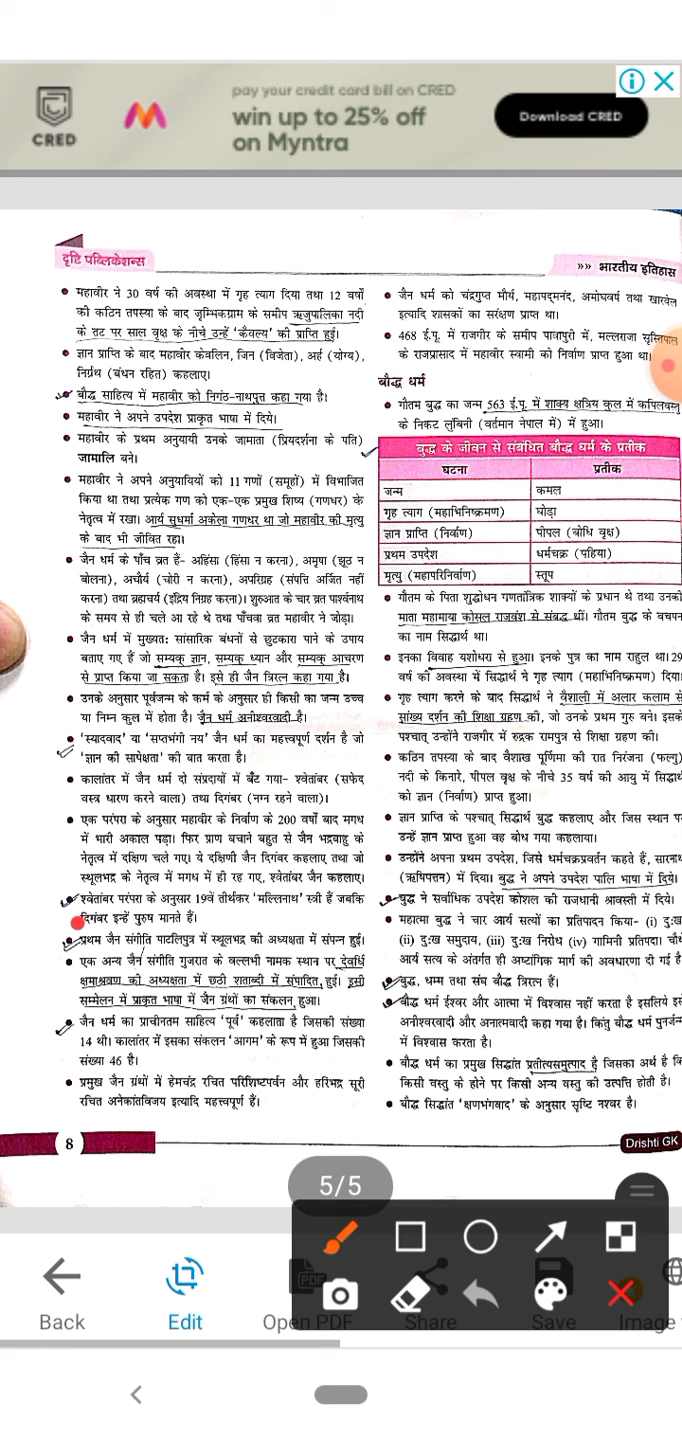 pay your credit card bill on CRED
win up to 25% off
on Myntra
CRED
Download CRED
दृष्टि पब्लिकेशन्स
»» भारतीय इतिहास
• महावीर ने 30 वर्ष की अवस्था में गृह त्याग दिया तथा 12 वर्षों
की कठिन तपस्या के बाद जृम्भिकग्राम के समीप ऋजुपालिका नदी
के तट पर साल वृक्ष के नीचे उन्हें 'कैवल्य' की प्राप्ति हुई।
• ज्ञान प्राप्ति के बाद महावीर केवलिन, जिन (विजेता), अर्ह (योग्य),
निर्ग्रंथ (बंधन रहित) कहलाए।
• बौद्ध साहित्य में महावीर को निगंठ-नाथपुत्त कहा गया है।
• महावीर ने अपने उपदेश प्राकृत भाषा में दिये।
• महावीर के प्रथम अनुयायी उनके जामाता (प्रियदर्शना के पति)
जामालि बने।
• महावीर ने अपने अनुयायियों को 11 गणों (समूहों) में विभाजित
किया था तथा प्रत्येक गण को एक-एक प्रमुख शिष्य (गणधर) के
नेतृत्व में रखा। आर्य सुधर्मा अकेला गणधर था जो महावीर की मृत्यु
के बाद भी जीवित रहा।
• जैन धर्म के पाँच व्रत हैं- अहिंसा (हिंसा न करना), अमृषा (झूठ न
बोलना), अचौर्य (चोरी न करना), अपरिग्रह (संपत्ति अर्जित नहीं
करना) तथा ब्रह्मचर्य (इंद्रिय निग्रह करना)। शुरुआत के चार व्रत पार्श्वनाथ
के समय से ही चले आ रहे थे तथा पाँचवा व्रत महावीर ने जोड़ा।
• जैन धर्म में मुख्यतः सांसारिक बंधनों से छुटकारा पाने के उपाय
बताए गए हैं जो सम्यक् ज्ञान, सम्यक् ध्यान और सम्यक् आचरण
से प्राप्त किया जा सकता है। इसे ही जैन त्रिरत्न कहा गया है।
• उनके अनुसार पूर्वजन्म के कर्म के अनुसार ही किसी का जन्म उच्च
या निम्न कुल में होता है। जैन धर्म अनीश्वरवादी है।
• 'स्यादवाद' या 'सप्तभंगी नय' जैन धर्म का महत्त्वपूर्ण दर्शन है जो
'ज्ञान की सापेक्षता' की बात करता है।
• कालांतर में जैन धर्म दो संप्रदायों में बँट गया- श्वेतांबर (सफेद
वस्त्र धारण करने वाला) तथा दिगंबर (नग्न रहने वाला)।
• एक परंपरा के अनुसार महावीर के निर्वाण के 200 वर्षों बाद मगध
में भारी अकाल पड़ा। फिर प्राण बचाने बहुत से जैन भद्रबाहु के
नेतृत्व में दक्षिण चले गए। ये दक्षिणी जैन दिगंबर कहलाए तथा जो
स्थूलभद्र के नेतृत्व में मगध में ही रह गए, श्वेतांबर जैन कहलाए।
• श्वेतांबर परंपरा के अनुसार 19वें तीर्थंकर 'मल्लिनाथ' स्त्री हैं जबकि
दिगंबर इन्हें पुरुष मानते हैं।
• प्रथम जैन संगीति पाटलिपुत्र में स्थूलभद्र की अध्यक्षता में संपन्न हुई।
• एक अन्य जैन संगीति गुजरात के वल्लभी नामक स्थान पर देवर्धि
क्षमाश्रवण की अध्यक्षता में छठी शताब्दी में संपादित हुई। इसी
सम्मेलन में प्राकृत भाषा में जैन ग्रंथों का संकलन हुआ।
• जैन धर्म का प्राचीनतम साहित्य 'पूर्व' कहलाता है जिसकी संख्या
14 थी। कालांतर में इसका संकलन 'आगम' के रूप में हुआ जिसकी
संख्या 46 है।
• प्रमुख जैन ग्रंथों में हेमचंद्र रचित परिशिष्टपर्वन और हरिभद्र सूरी
रचित अनेकांतविजय इत्यादि महत्त्वपूर्ण हैं।
• जैन धर्म को चंद्रगुप्त मौर्य, महापद्मनंद, अमोघवर्ष तथा खारवेल
इत्यादि शासकों का संरक्षण प्राप्त था।
• 468 ई.पू. में राजगीर के समीप पावापुरी में, मल्लराजा सृस्तिपाल
के राजप्रासाद में महावीर स्वामी को निर्वाण प्राप्त हुआ था।
बौद्ध धर्म
• गौतम बुद्ध का जन्म 563 ई.पू. में शाक्य क्षत्रिय कुल में कपिलवस्तु
के निकट लुंबिनी (वर्तमान नेपाल में) में हुआ।
बुद्ध के जीवन से संबंधित बौद्ध धर्म के प्रतीक
घटना प्रतीक
जन्म कमल
गृह त्याग (महाभिनिष्क्रमण) घोड़ा
ज्ञान प्राप्ति (निर्वाण) पीपल (बोधि वृक्ष)
प्रथम उपदेश धर्मचक्र (पहिया)
मृत्यु (महापरिनिर्वाण) स्तूप
• गौतम के पिता शुद्धोधन गणतांत्रिक शाक्यों के प्रधान थे तथा उनकी
माता महामाया कोसल राजवंश से संबद्ध थीं। गौतम बुद्ध के बचपन
का नाम सिद्धार्थ था।
• इनका विवाह यशोधरा से हुआ। इनके पुत्र का नाम राहुल था। 29
वर्ष की अवस्था में सिद्धार्थ ने गृह त्याग (महाभिनिष्क्रमण) दिया
• गृह त्याग करने के बाद सिद्धार्थ ने वैशाली में अलार कलाम से
सांख्य दर्शन की शिक्षा ग्रहण की, जो उनके प्रथम गुरु बने। इसके
पश्चात् उन्होंने राजगीर में रुद्रक रामपुत्र से शिक्षा ग्रहण की।
• कठिन तपस्या के बाद वैशाख पूर्णिमा की रात निरंजना (फल्गु)
नदी के किनारे, पीपल वृक्ष के नीचे 35 वर्ष की आयु में सिद्धार्थ
को ज्ञान (निर्वाण) प्राप्त हुआ।
• ज्ञान प्राप्ति के पश्चात् सिद्धार्थ बुद्ध कहलाए और जिस स्थान पर
उन्हें ज्ञान प्राप्त हुआ वह बोध गया कहलाया।
• उन्होंने अपना प्रथम उपदेश, जिसे धर्मचक्रप्रवर्तन कहते हैं, सारनाथ
(ऋषिपत्तन) में दिया। बुद्ध ने अपने उपदेश पालि भाषा में दिये।
• बुद्ध ने सर्वाधिक उपदेश कोशल की राजधानी श्रावस्ती में दिये।
• महात्मा बुद्ध ने चार आर्य सत्यों का प्रतिपादन किया- (i) दुःख
(ii) दुःख समुदाय, (iii) दुःख निरोध (iv) गामिनि प्रतिपदा। चौथे
आर्य सत्य के अंतर्गत ही अष्टांगिक मार्ग की अवधारणा दी गई है
• बुद्ध, धम्म तथा संघ बौद्ध त्रिरत्न हैं।
• बौद्ध धर्म ईश्वर और आत्मा में विश्वास नहीं करता है इसलिये इसे
अनीश्वरवादी और अनात्मवादी कहा गया है। किंतु बौद्ध धर्म पुनर्जन्म
में विश्वास करता है।
• बौद्ध धर्म का प्रमुख सिद्धांत प्रतीत्यसमुत्पाद है जिसका अर्थ है कि
किसी वस्तु के होने पर किसी अन्य वस्तु की उत्पत्ति होती है।
• बौद्ध सिद्धांत 'क्षणभंगवाद' के अनुसार सृष्टि नश्वर है।
8
Drishti GK
5/5
Back
Edit
Open PDF
Share
Save
Image